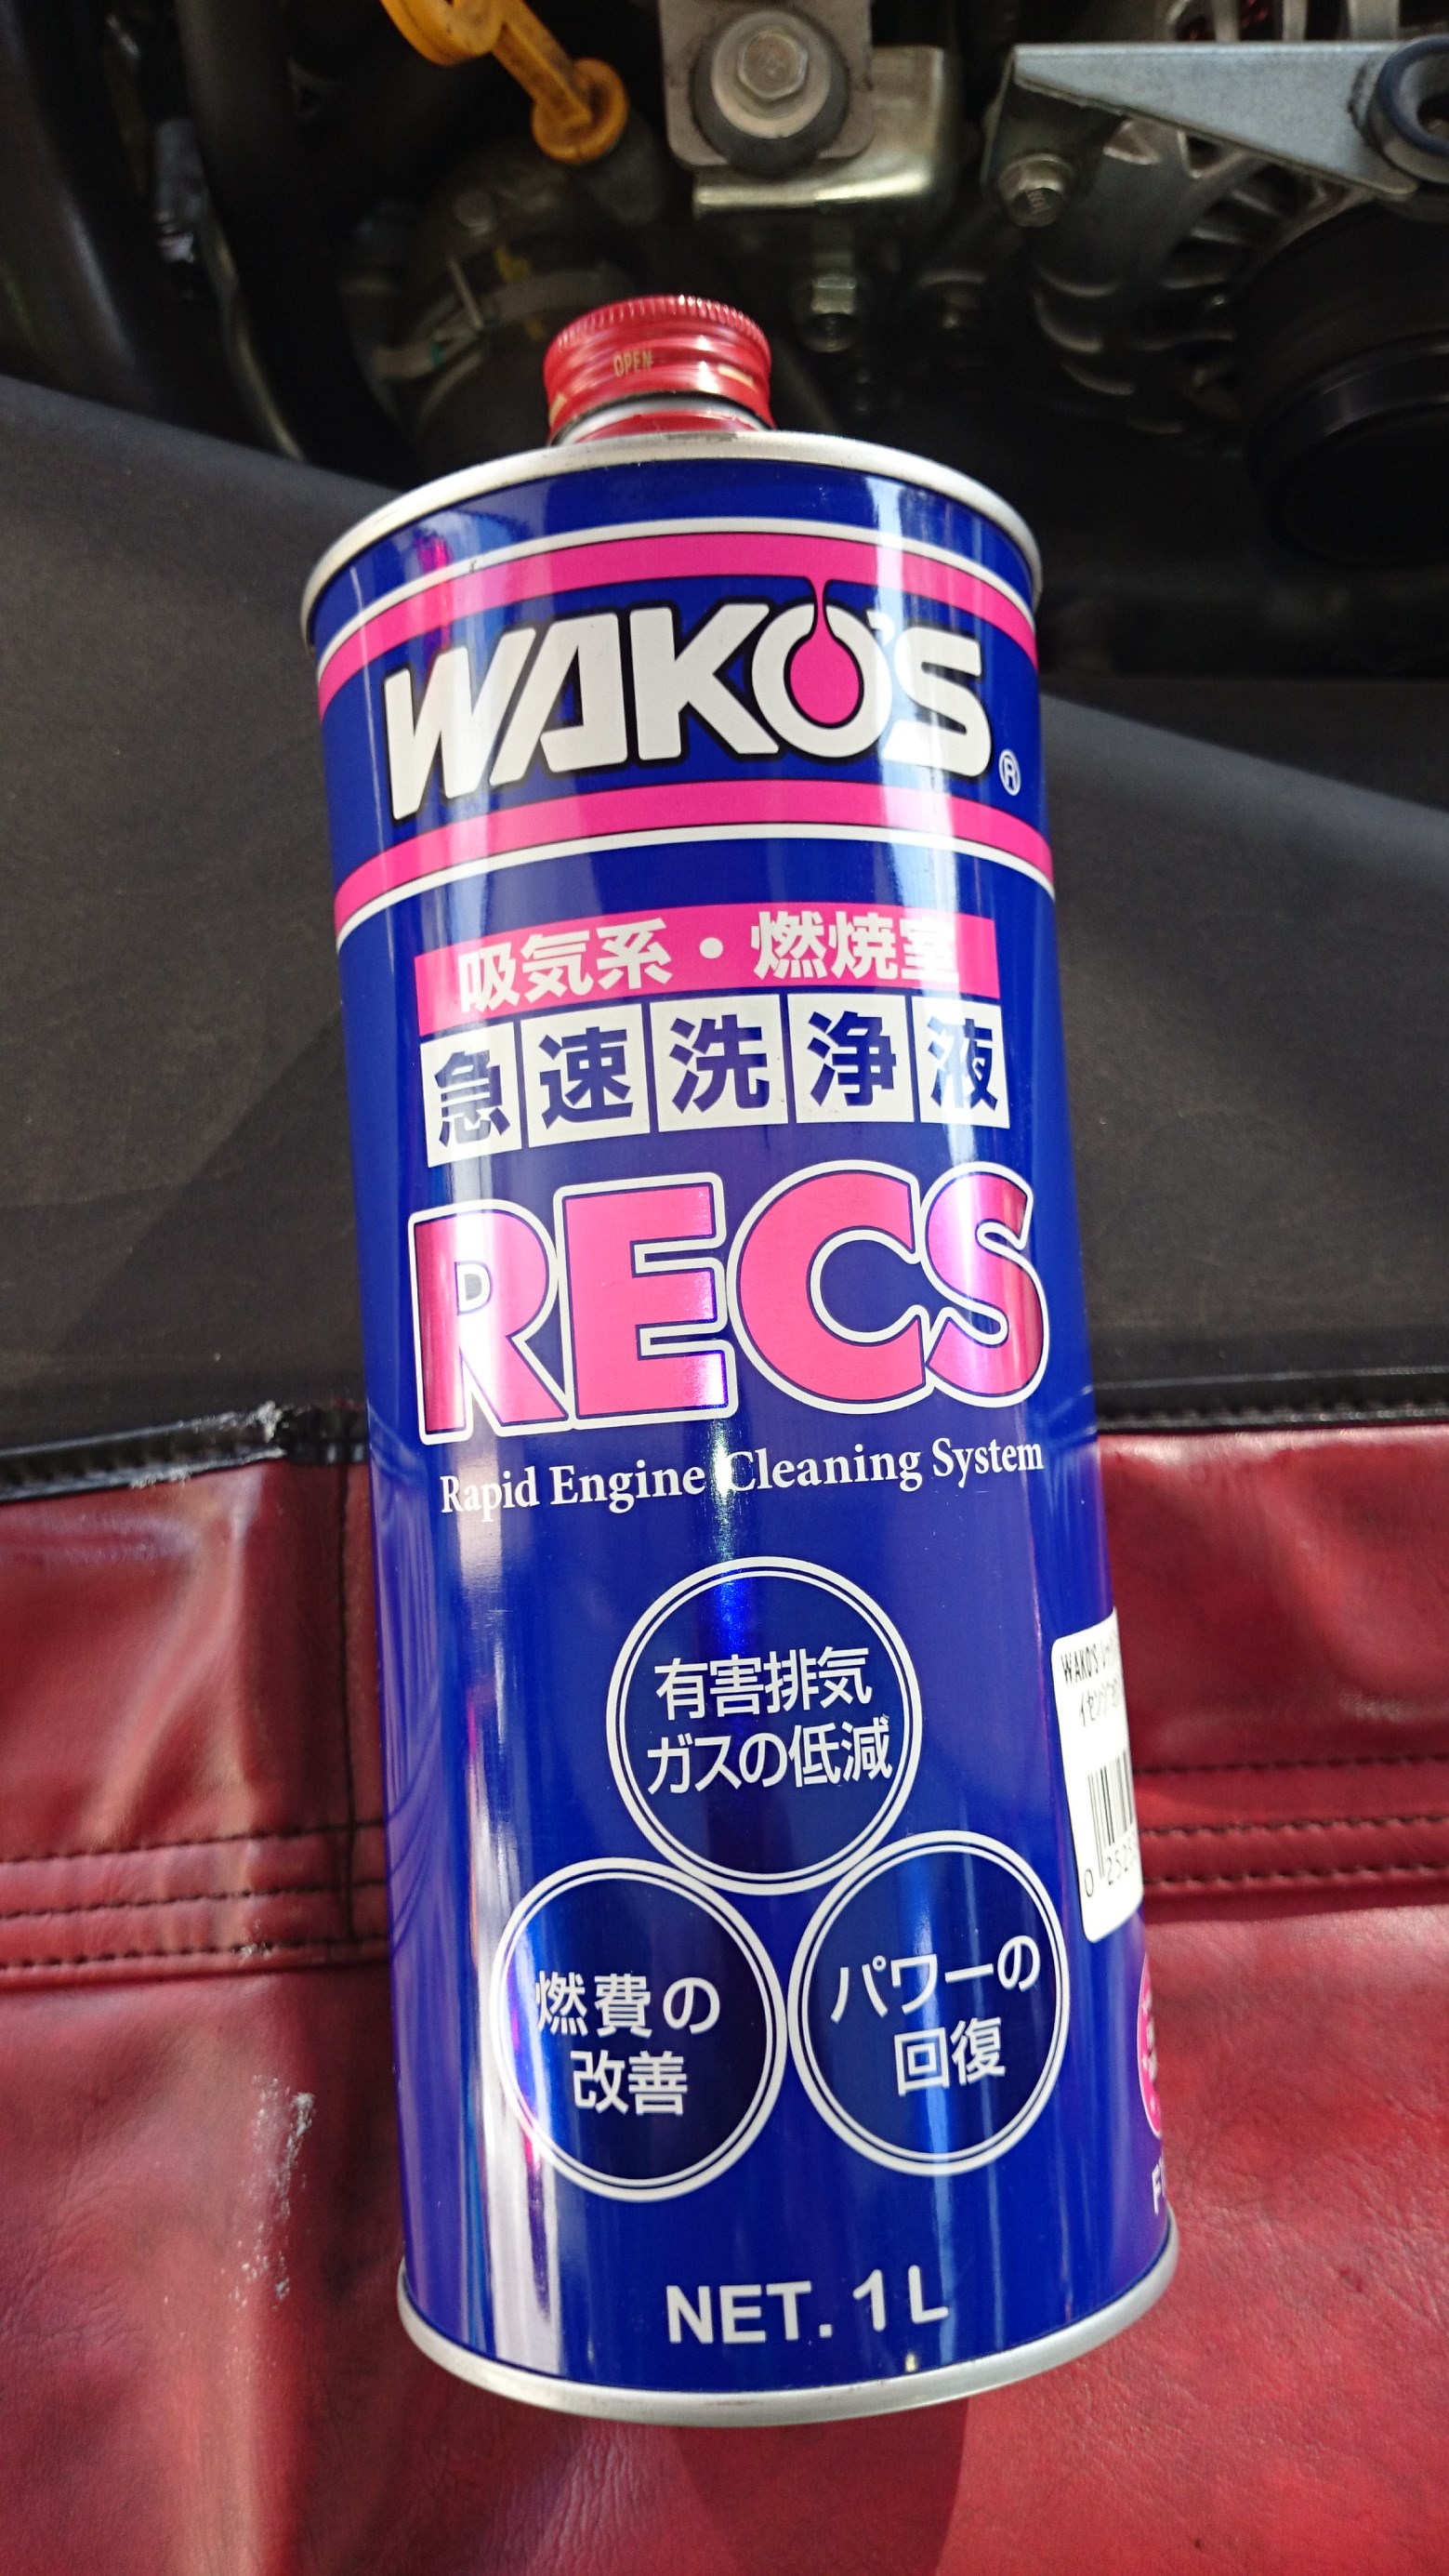 OPEN
WAKO'S®
吸気系・燃焼室
急速洗浄液
RECS
Rapid Engine Cleaning System
有害排気
ガスの低減
燃費の
改善
パワーの
回復
WAKOS
NET. 1L